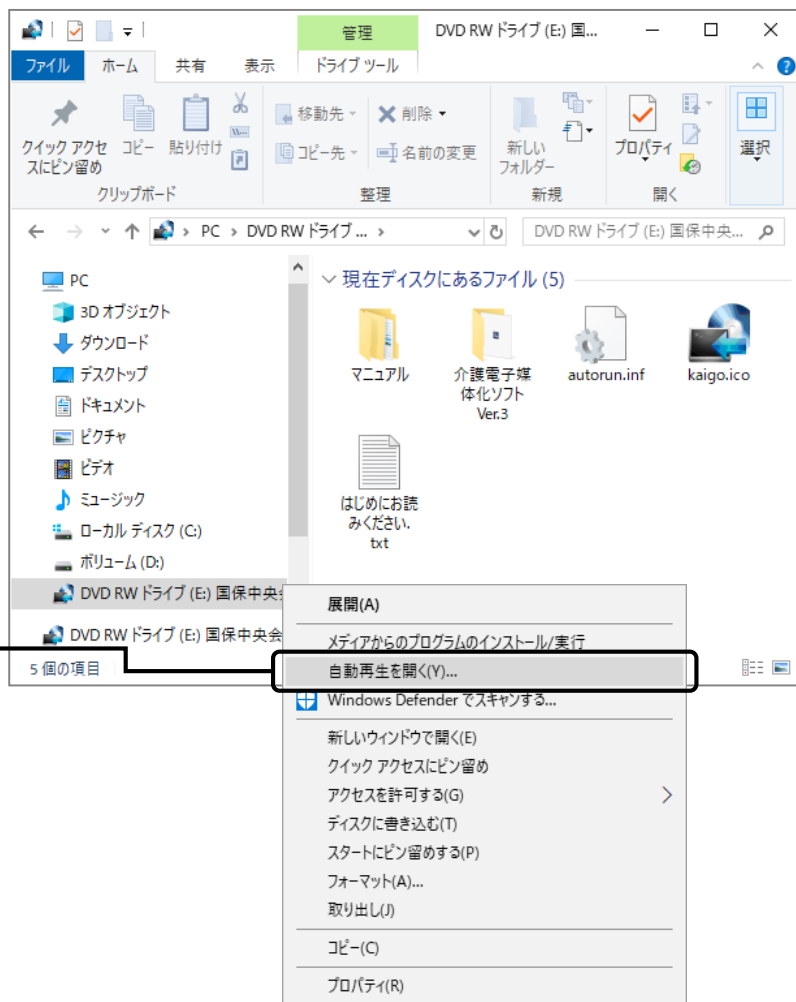 管理
DVD RW ドライブ (E:) 国...
ファイル
ホーム
共有
表示
ドライブ ツール
クイック アクセ
スにピン留め
コピー
貼り付け
クリップボード
移動先
コピー先
削除
名前の変更
整理
新しい
フォルダー
新規
プロパティ
開く
選択
PC › DVD RW ドライブ ... ›
DVD RW ドライブ (E:) 国保中央...
PC
3D オブジェクト
ダウンロード
デスクトップ
ドキュメント
ピクチャ
ビデオ
ミュージック
ローカル ディスク (C:)
ボリューム (D:)
DVD RW ドライブ (E:) 国保中央
DVD RW ドライブ (E:) 国保中央会
5 個の項目
現在ディスクにあるファイル (5)
マニュアル
介護電子媒
体化ソフト
Ver.3
autorun.inf
kaigo.ico
はじめにお読
みください.
txt
展開(A)
メディアからのプログラムのインストール/実行
自動再生を開く(Y)...
Windows Defender でスキャンする...
新しいウィンドウで開く(E)
クイック アクセスにピン留め
アクセスを許可する(G)
ディスクに書き込む(T)
スタートにピン留めする(P)
フォーマット(A)...
取り出し(J)
コピー(C)
プロパティ(R)